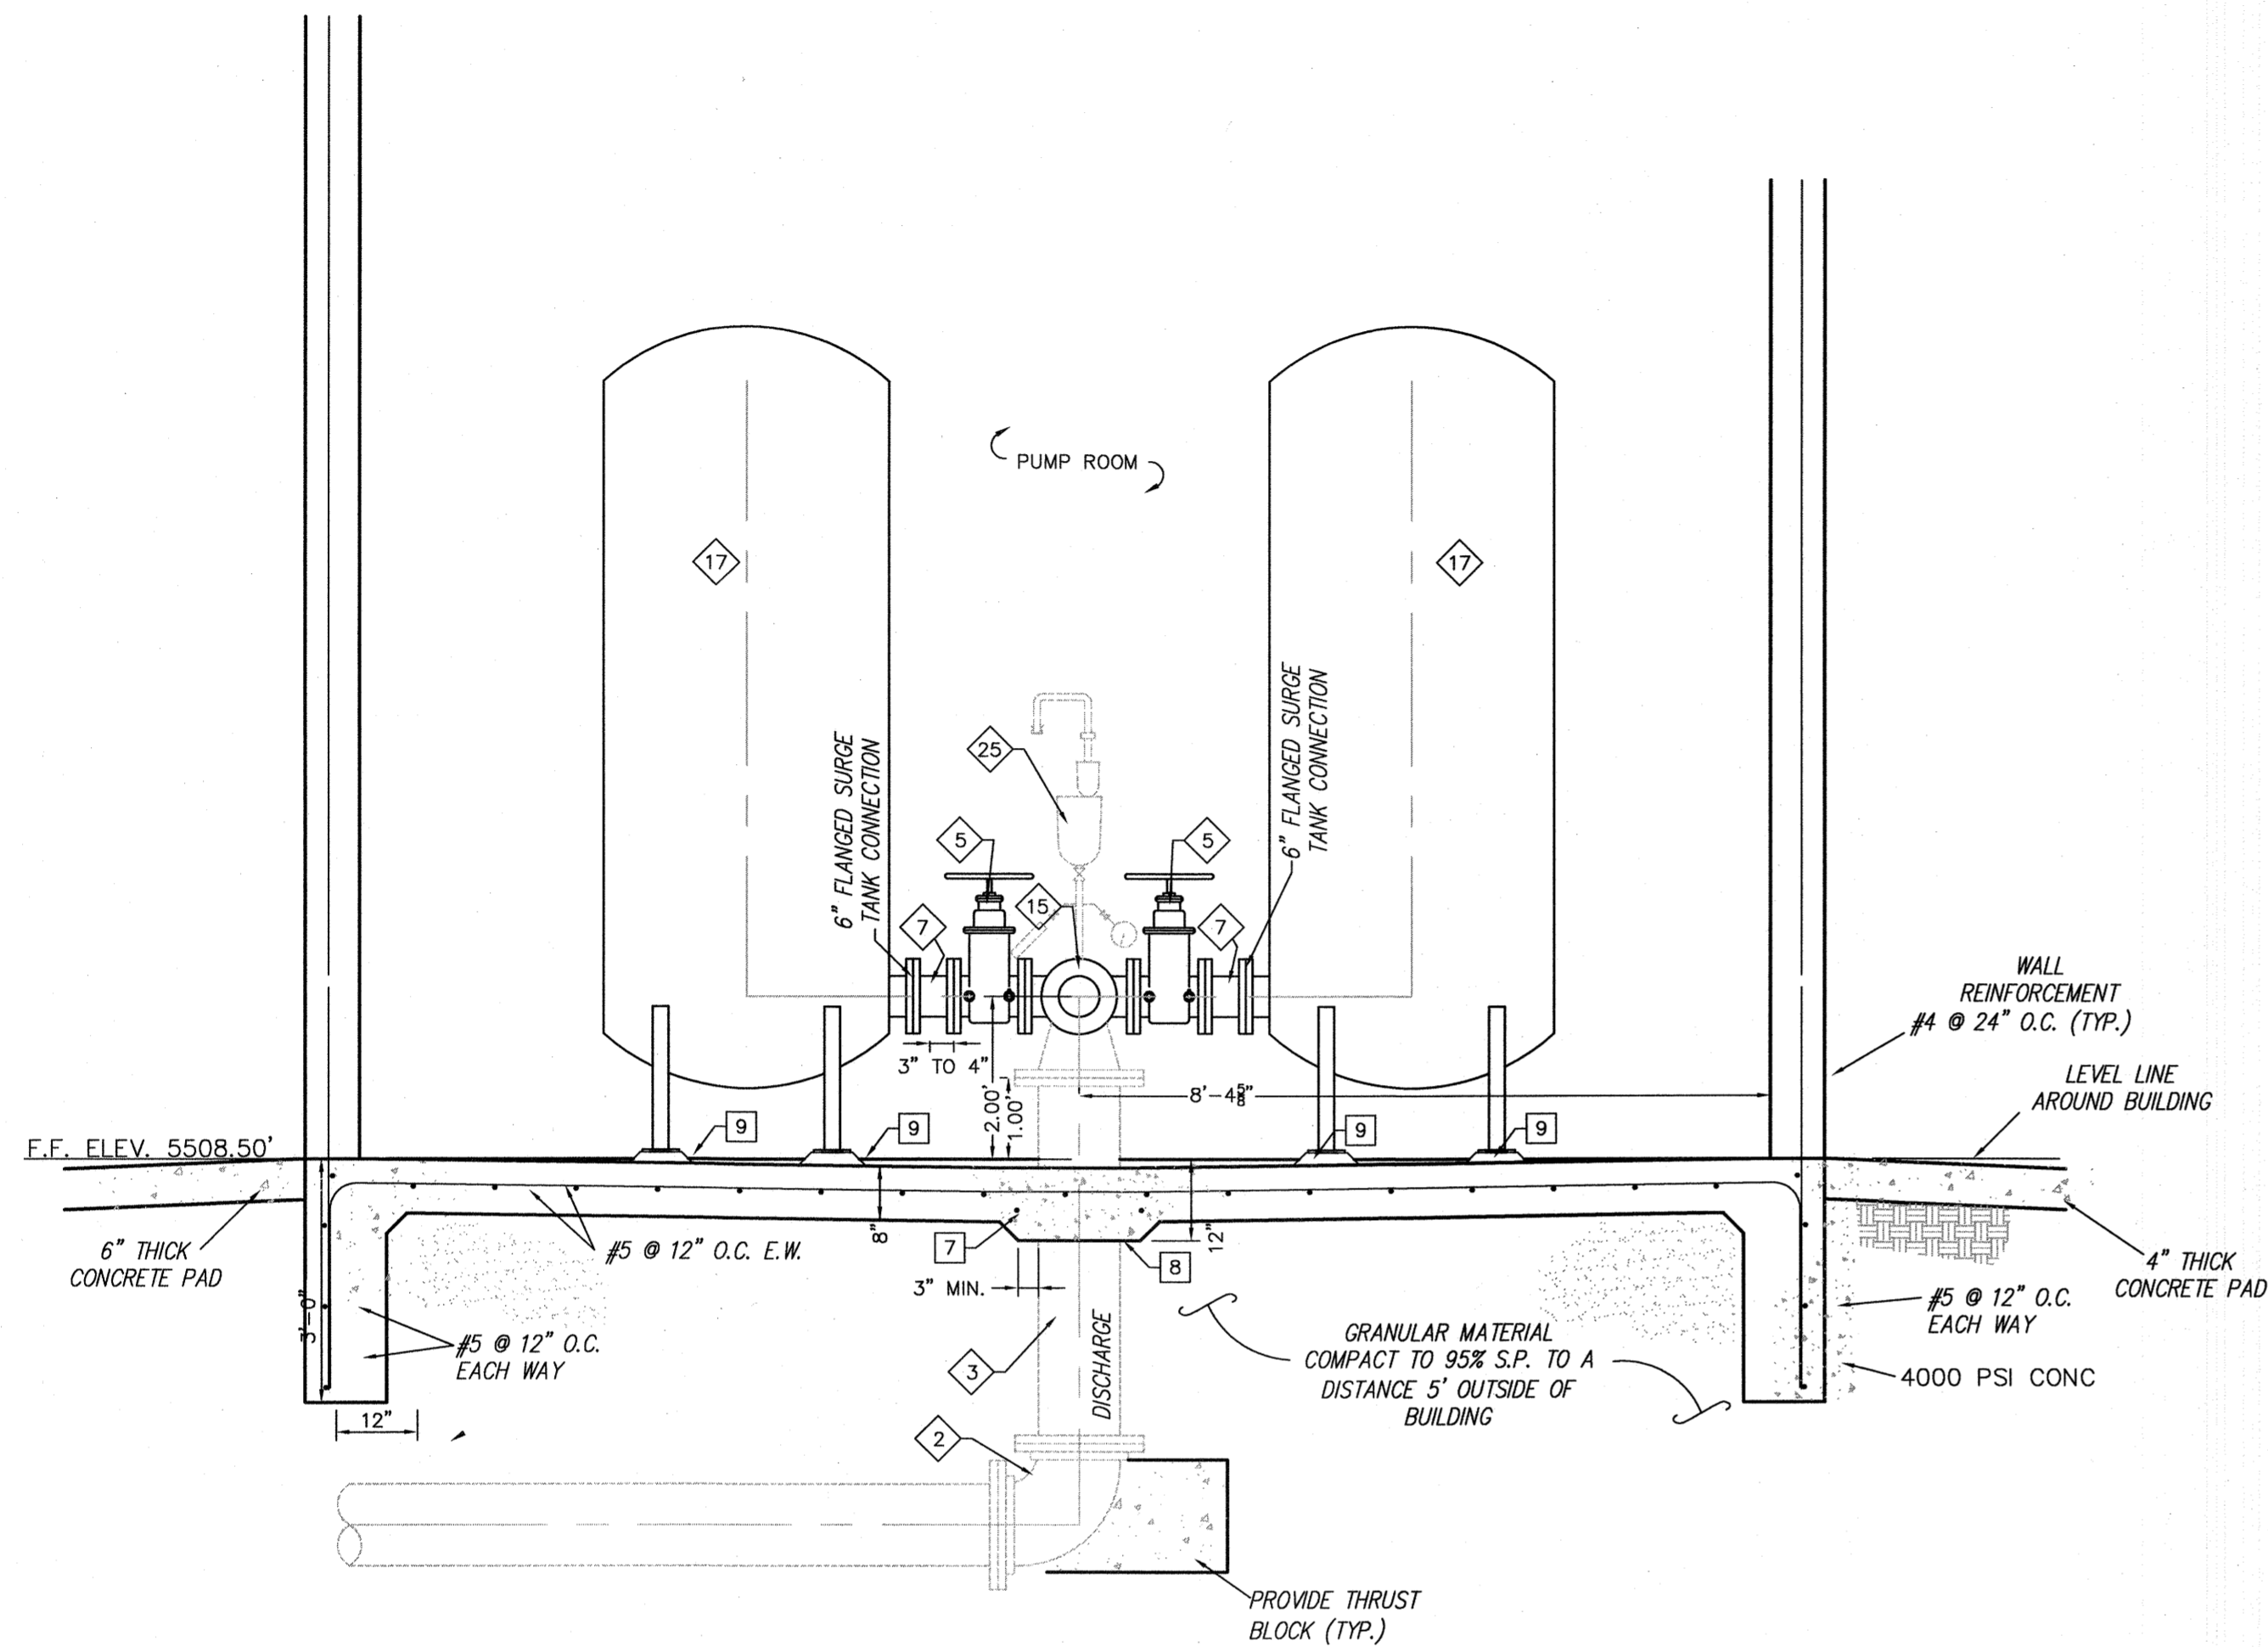 PUMP ROOM
17
17
6" FLANGED SURGE
TANK CONNECTION
6" FLANGED SURGE
TANK CONNECTION
25
5
5
15
7
7
3" TO 4"
2.00'
1.00'
8'-4⅝"
WALL
REINFORCEMENT
#4 @ 24" O.C. (TYP.)
LEVEL LINE
AROUND BUILDING
F.F. ELEV. 5508.50'
9
9
9
9
8"
12"
7
8
6" THICK
CONCRETE PAD
#5 @ 12" O.C. E.W.
3'-0"
3" MIN.
4" THICK
CONCRETE PAD
#5 @ 12" O.C.
EACH WAY
#5 @ 12" O.C.
EACH WAY
3
DISCHARGE
GRANULAR MATERIAL
COMPACT TO 95% S.P. TO A
DISTANCE 5' OUTSIDE OF
BUILDING
4000 PSI CONC
12"
2
PROVIDE THRUST
BLOCK (TYP.)